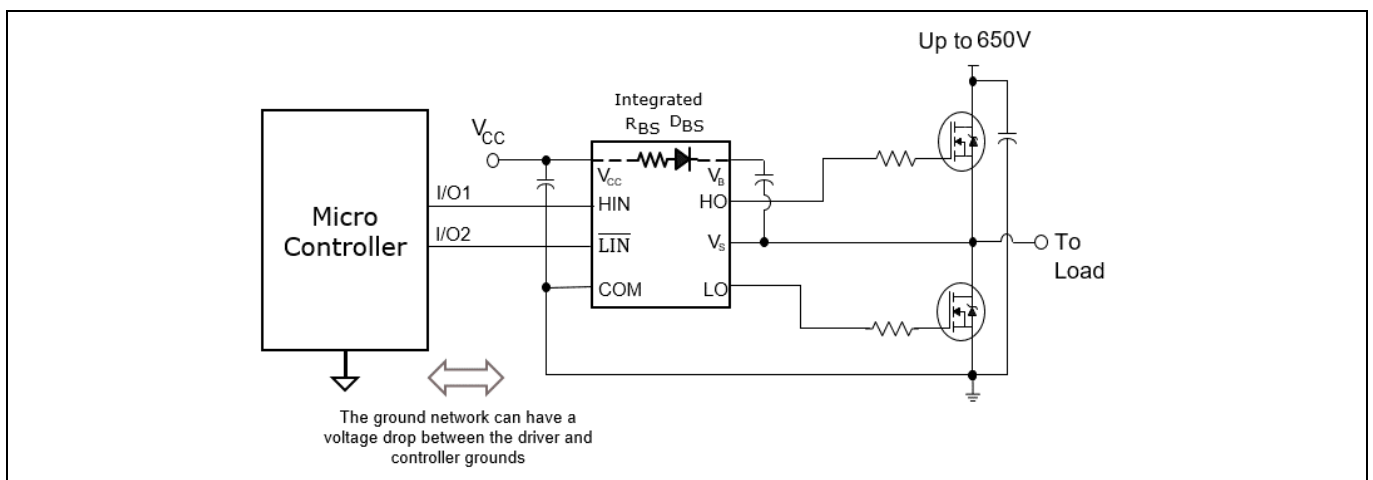 Up to 650V
Integrated
RBS DBS
VCC
VCC
VB
I/O1
HIN
HO
Micro
Controller
I/O2
LIN
VS
To
Load
COM
LO
The ground network can have a
voltage drop between the driver and
controller grounds